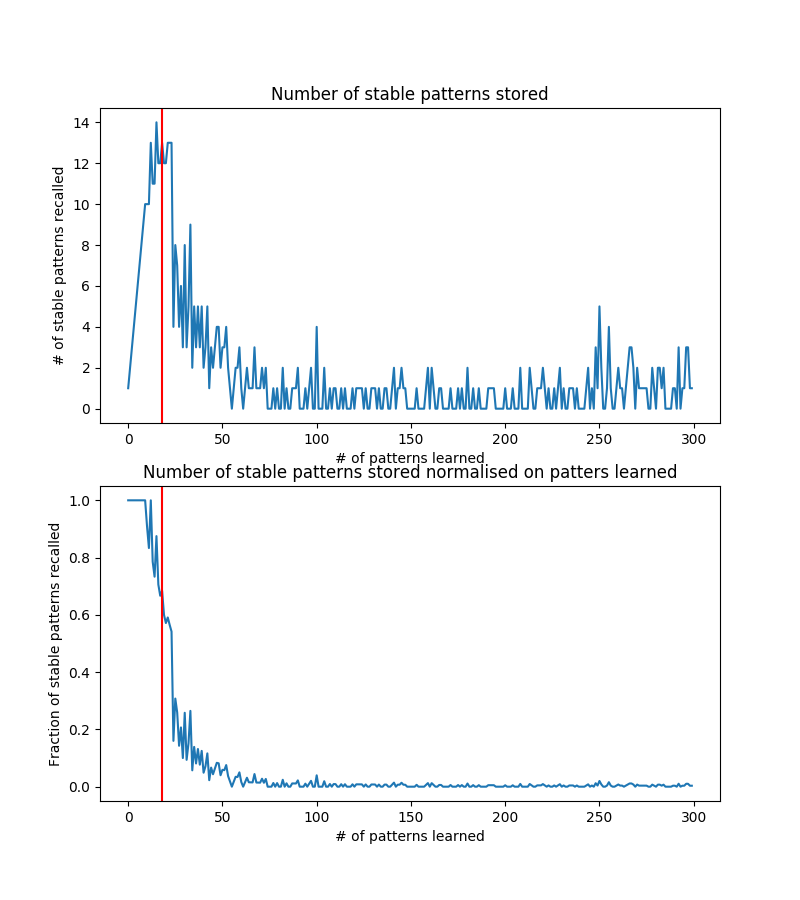 Number of stable patterns stored
14
12
10
8
6
4
2
0
# of stable patterns recalled
0 50 100 150 200 250 300
# of patterns learned
Number of stable patterns stored normalised on patters learned
1.0
0.8
0.6
0.4
0.2
0.0
Fraction of stable patterns recalled
0 50 100 150 200 250 300
# of patterns learned